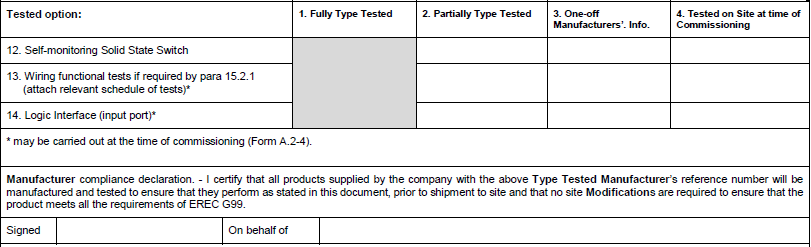 Tested option: 1. Fully Type Tested 2. Partially Type Tested 3. One-off Manufacturers'. Info. 4. Tested on Site at time of Commissioning
12. Self-monitoring Solid State Switch
13. Wiring functional tests if required by para 15.2.1
(attach relevant schedule of tests)*
14. Logic Interface (input port)*
* may be carried out at the time of commissioning (Form A.2-4).
Manufacturer compliance declaration. - I certify that all products supplied by the company with the above Type Tested Manufacturer's reference number will be
manufactured and tested to ensure that they perform as stated in this document, prior to shipment to site and that no site Modifications are required to ensure that the
product meets all the requirements of EREC G99.
Signed On behalf of